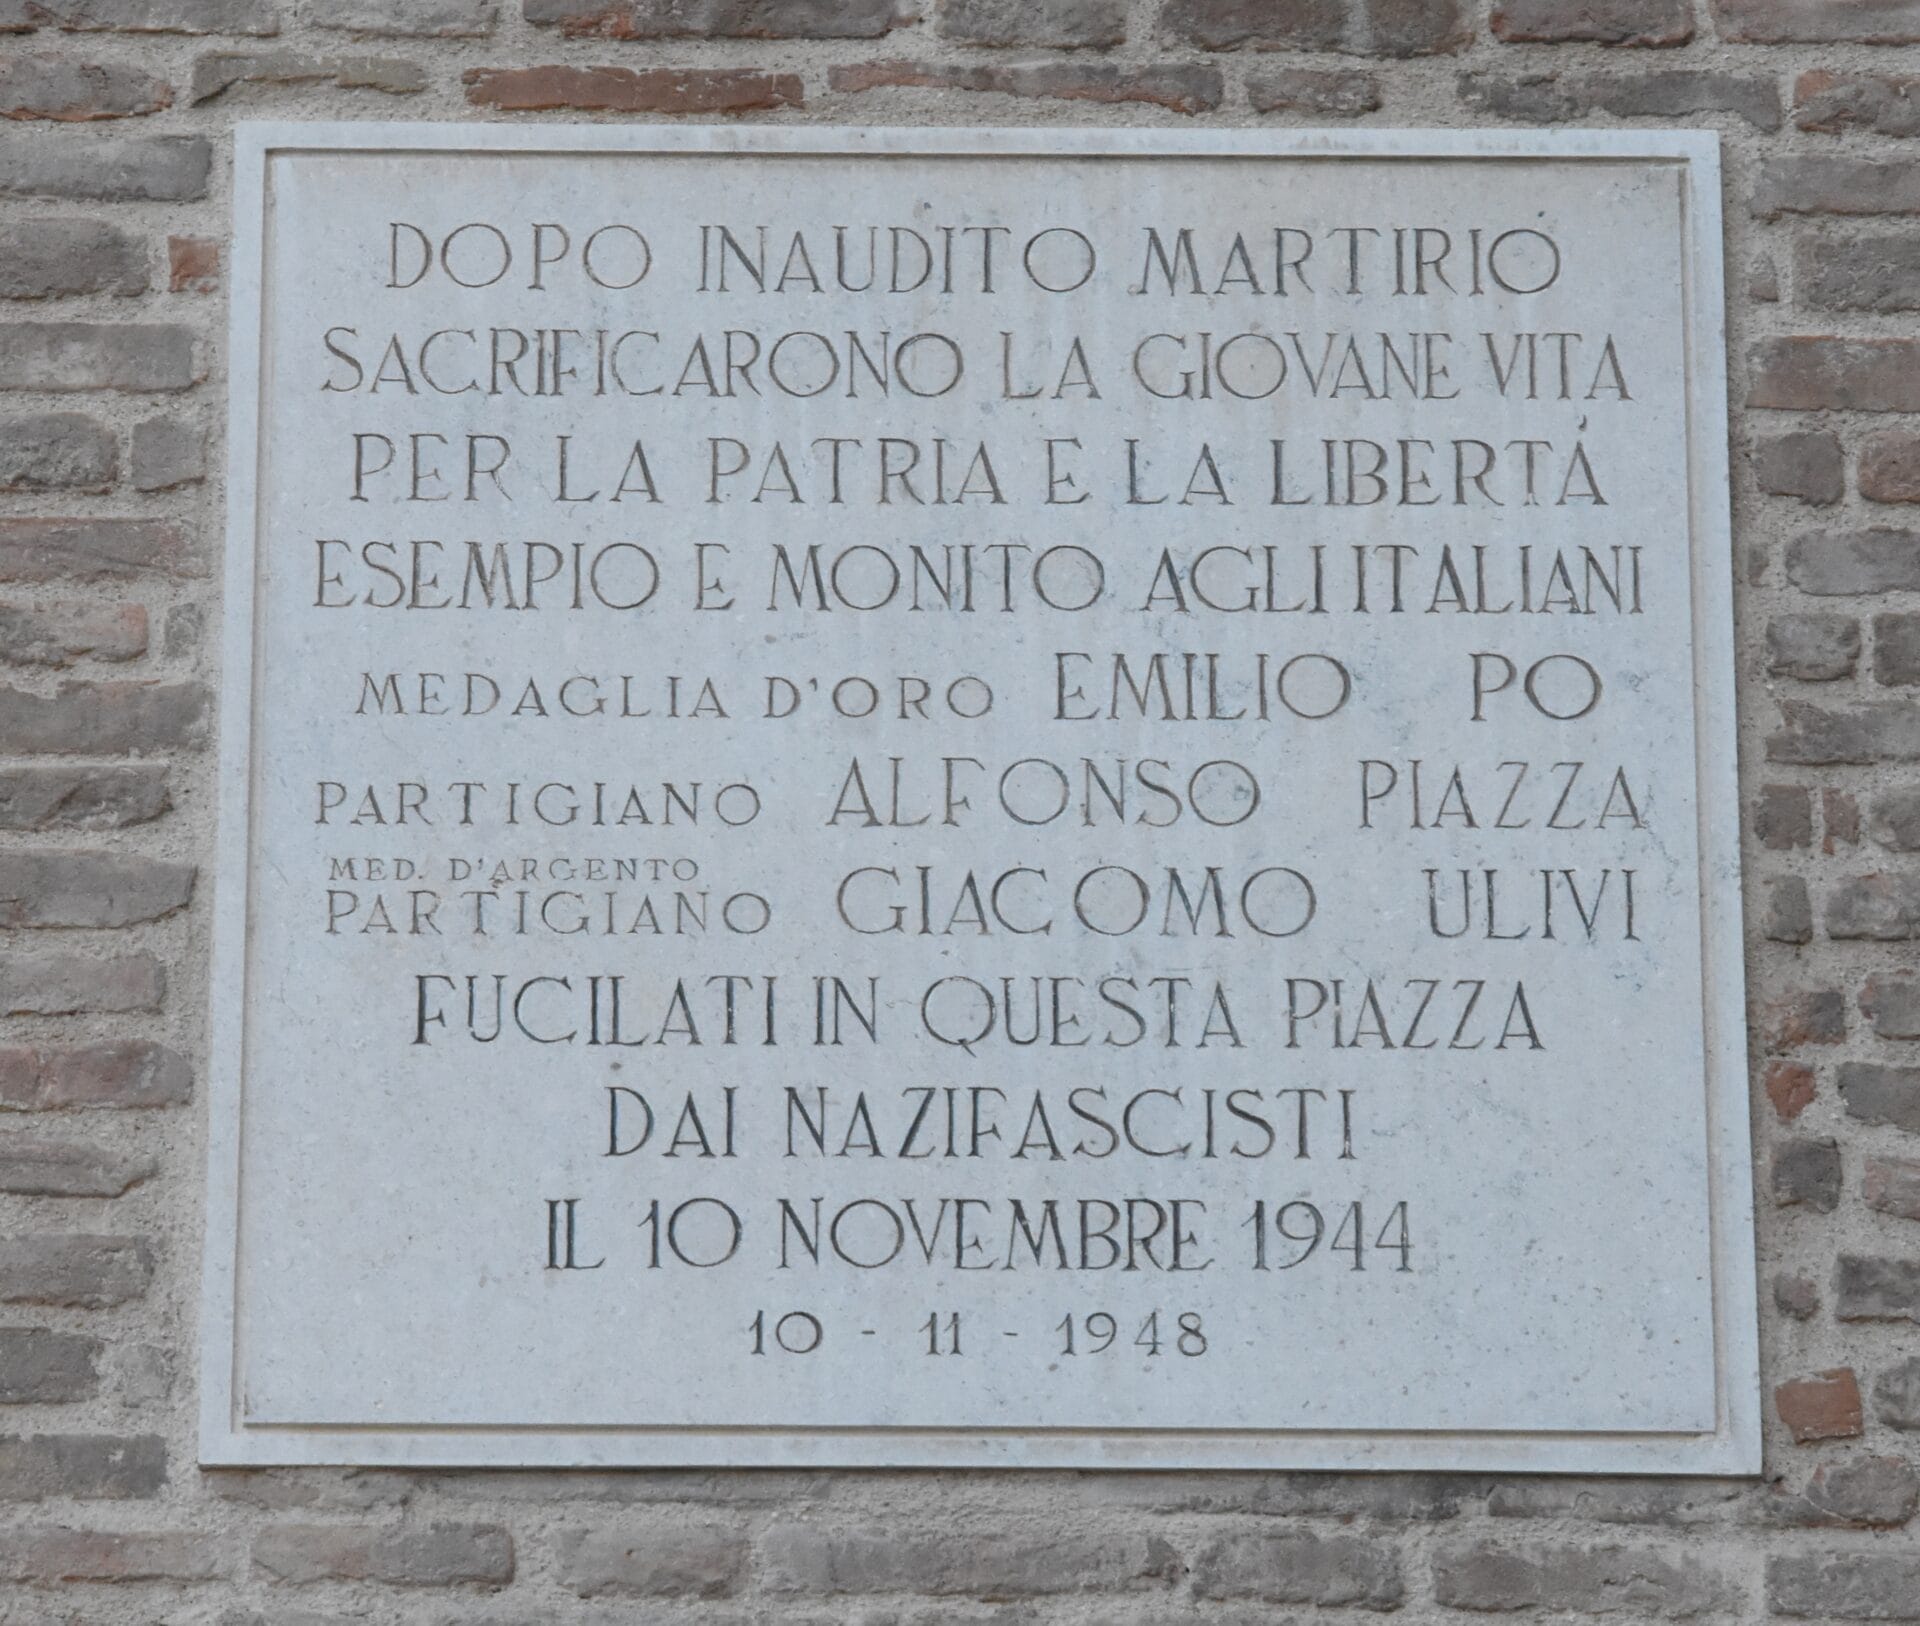 DOPO INAUDITO MARTIRIO
SACRIFICARONO LA GIOVANE VITA
PER LA PATRIA E LA LIBERTÁ
ESEMPIO E MONITO AGLI ITALIANI
MEDAGLIA D'ORO EMILIO PO
PARTIGIANO ALFONSO PIAZZA
MED. D'ARGENTO
PARTIGIANO GIACOMO ULIVI
FUCILATI IN QUESTA PIAZZA
DAI NAZIFASCISTI
IL 10 NOVEMBRE 1944
10 - 11 - 1948